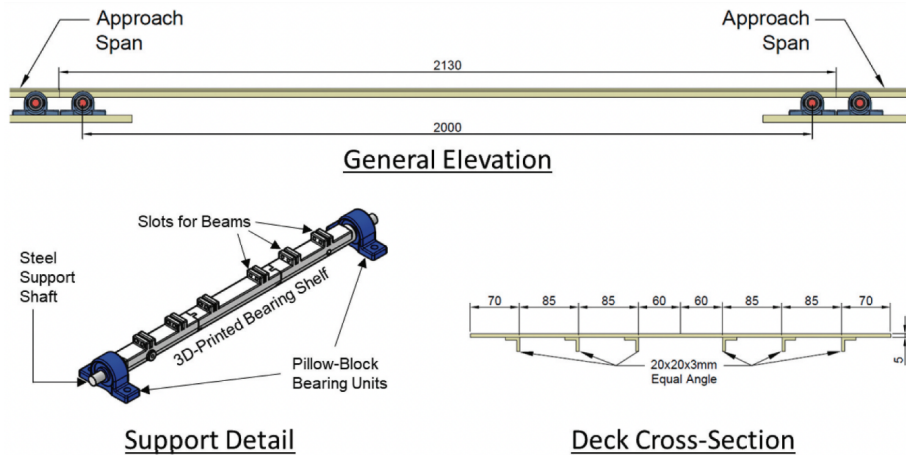 Approach
Span
Approach
Span
2130
2000
General Elevation
Slots for Beams
Steel
Support
Shaft
3D-Printed Bearing Shelf
Pillow-Block
Bearing Units
Support Detail
70 85 85 60 60 85 85 70
20x20x3mm
Equal Angle
5
Deck Cross-Section